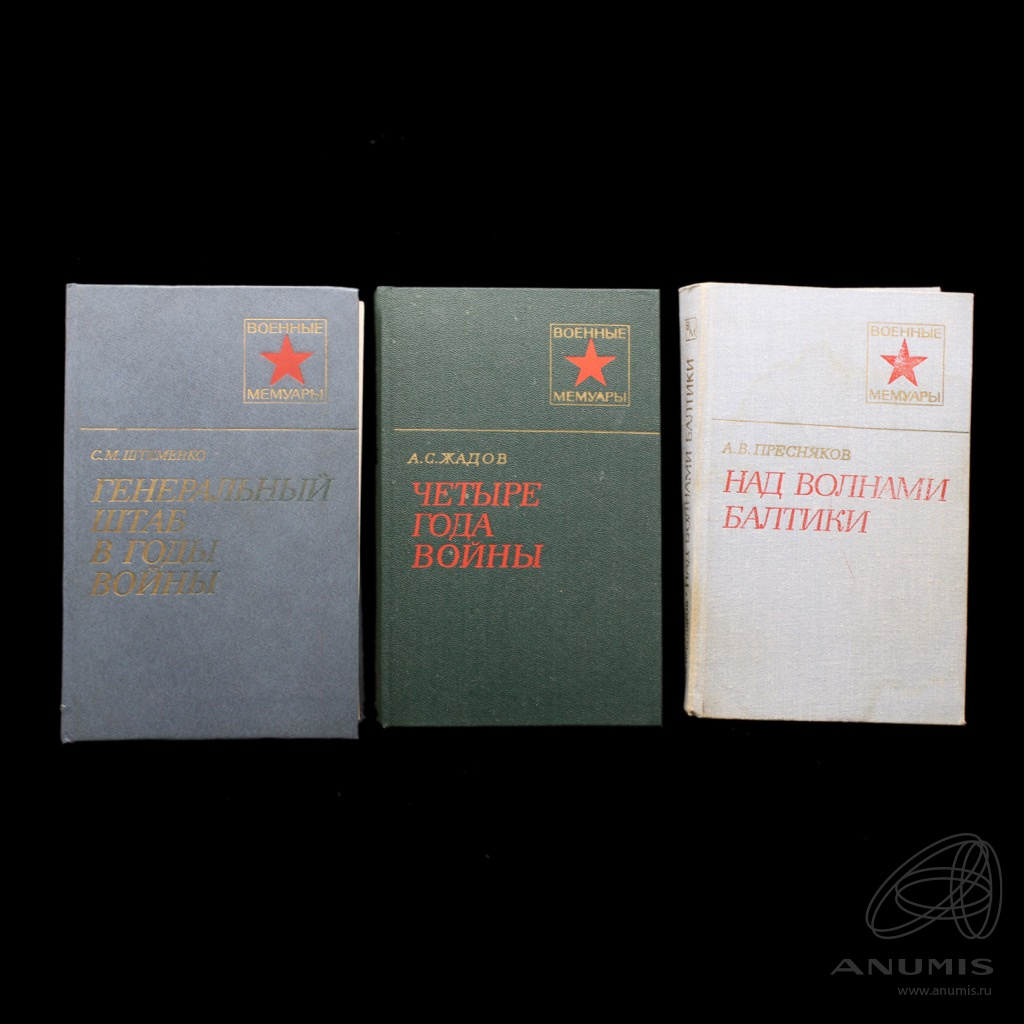 ВОЕННЫЕ
МЕМУАРЫ
С.М. ШТЕМЕНКО
ГЕНЕРАЛЬНЫЙ
ШТАБ
В ГОДЫ
ВОЙНЫ
ВОЕННЫЕ
МЕМУАРЫ
А.С.ЖАДОВ
ЧЕТЫРЕ
ГОДА
ВОЙНЫ
НАД ВОЛНАМИ БАЛТИКИ
ВОЕННЫЕ
МЕМУАРЫ
А.В.ПРЕСНЯКОВ
НАД ВОЛНАМИ
БАЛТИКИ
ANUMIS
www.anumis.ru